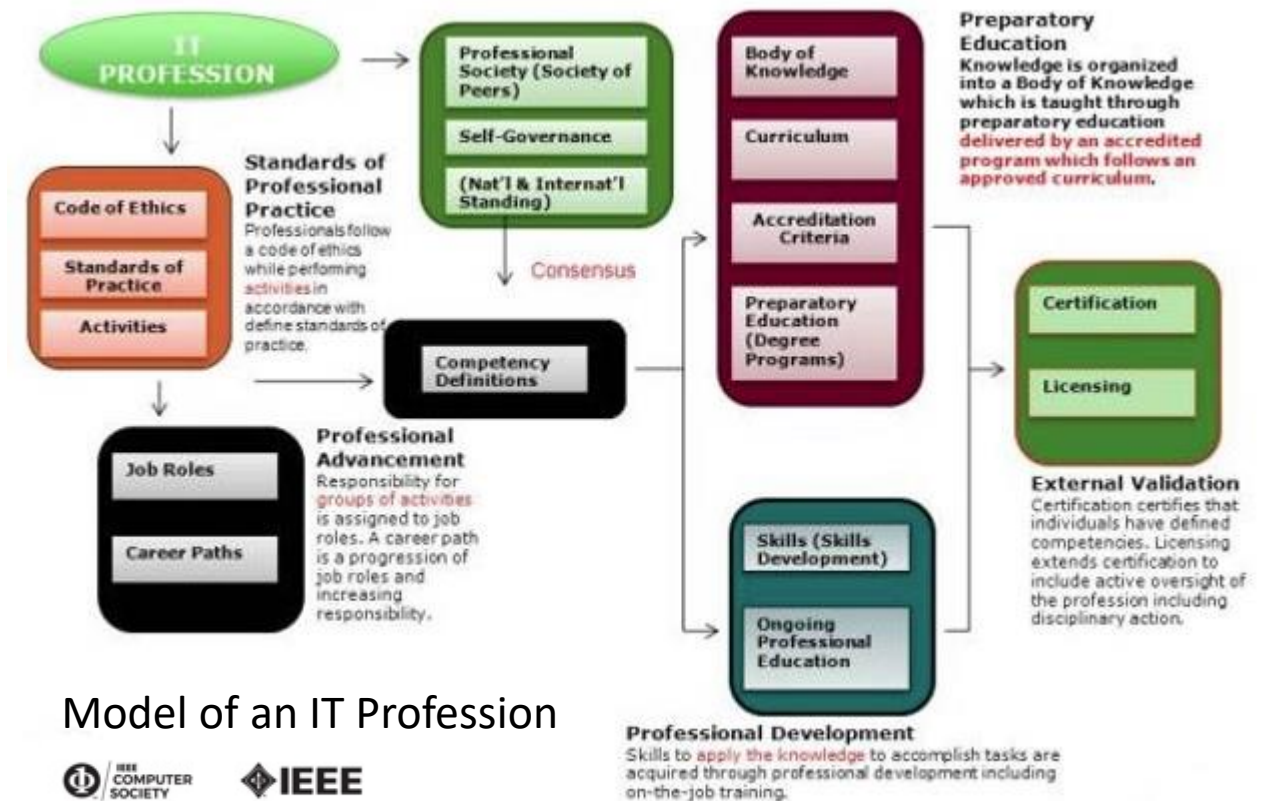 IT
PROFESSION
Professional
Society (Society of
Peers)
Self-Governance
(Nat'l & Internat'l
Standing)
Consensus
Code of Ethics
Standards of
Practice
Activities
Standards of
Professional
Practice
Professionals follow
a code of ethics
while performing
activities in
accordance with
define standards of
practice.
Competency
Definitions
Job Roles
Career Paths
Professional
Advancement
Responsibility for
groups of activities
is assigned to job
roles. A career path
is a progression of
job roles and
increasing
responsibility.
Body of
Knowledge
Curriculum
Accreditation
Criteria
Preparatory
Education
(Degree
Programs)
Preparatory
Education
Knowledge is organized
into a Body of Knowledge
which is taught through
preparatory education
delivered by an accredited
program which follows an
approved curriculum.
Certification
Licensing
External Validation
Certification certifies that
individuals have defined
competencies. Licensing
extends certification to
include active oversight of
the profession including
disciplinary action.
Skills (Skills
Development)
Ongoing
Professional
Education
Professional Development
Skills to apply the knowledge to accomplish tasks are
acquired through professional development including
on-the-job training.
Model of an IT Profession
IEEE
COMPUTER
SOCIETY
IEEE